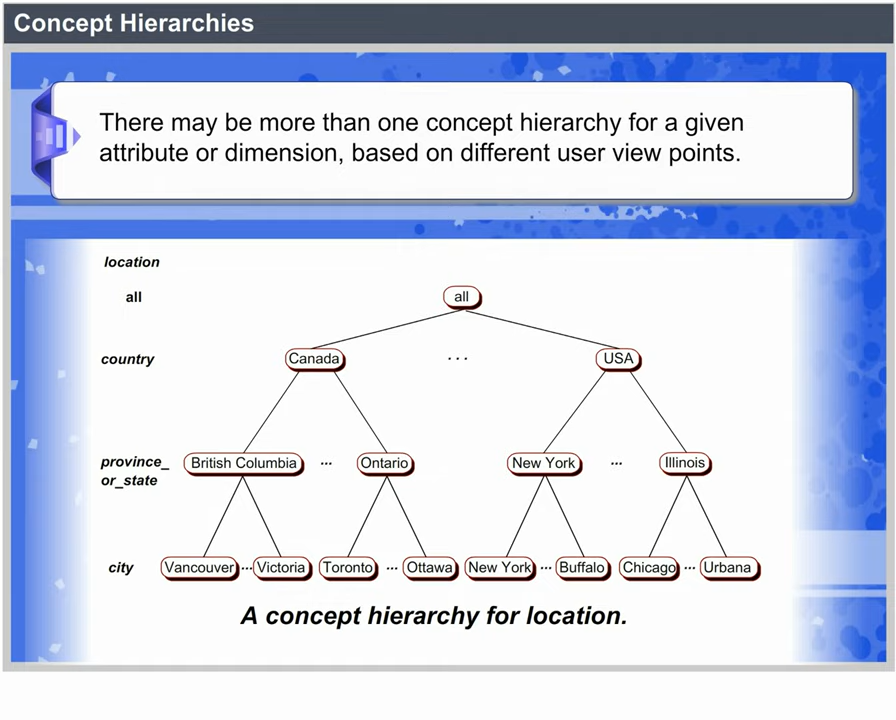 Concept Hierarchies
There may be more than one concept hierarchy for a given
attribute or dimension, based on different user view points.
location
all all
country Canada ... USA
province_
or_state
British Columbia ... Ontario New York ... Illinois
city Vancouver ... Victoria Toronto ... Ottawa New York ... Buffalo Chicago ... Urbana
A concept hierarchy for location.